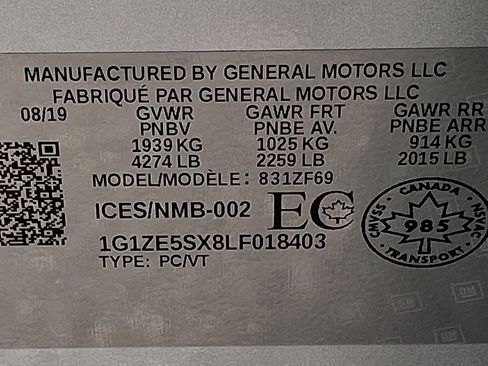 MANUFACTURED BY GENERAL MOTORS LLC
FABRIQUÉ PAR GENERAL MOTORS LLC
08/19 GVWR GAWR FRT GAWR RR
PNBV PNBE AV. PNBE ARR
1939 KG 1025 KG 914 KG
4274 LB 2259 LB 2015 LB
MODEL/MODÈLE: 831ZF69
ICES/NMB-002 EC
1G1ZE5SX8LF018403
TYPE: PC/VT
CANADA
CMVSS 985 NSVAC
TRANSPORT
GM